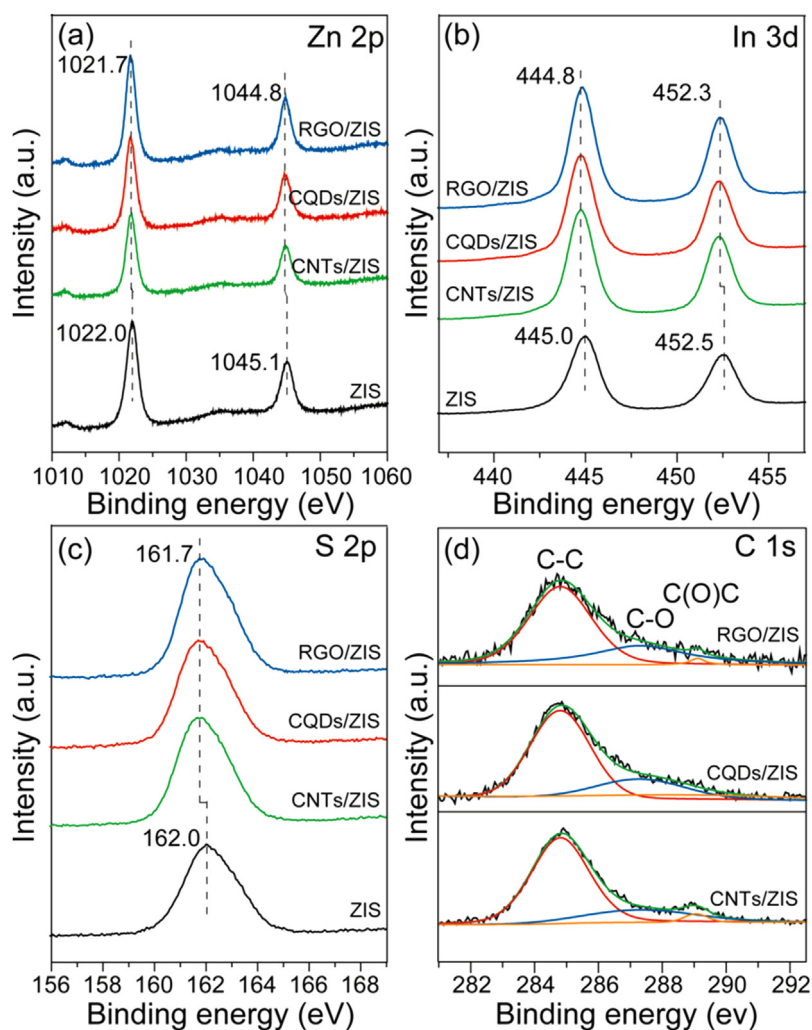 (a) Zn 2p
1021.7
1044.8
RGO/ZIS
CQDs/ZIS
CNTs/ZIS
1022.0
1045.1
ZIS
Intensity (a.u.)
1010 1020 1030 1040 1050 1060
Binding energy (eV)
(b) In 3d
444.8
452.3
RGO/ZIS
CQDs/ZIS
CNTs/ZIS
445.0
452.5
ZIS
Intensity (a.u.)
440 445 450 455
Binding energy (eV)
(c) S 2p
161.7
RGO/ZIS
CQDs/ZIS
CNTs/ZIS
162.0
ZIS
Intensity (a.u.)
156 158 160 162 164 166 168
Binding energy (eV)
(d) C 1s
C-C
C(O)C
C-O
RGO/ZIS
CQDs/ZIS
CNTs/ZIS
Intensity (a.u.)
282 284 286 288 290 292
Binding energy (ev)